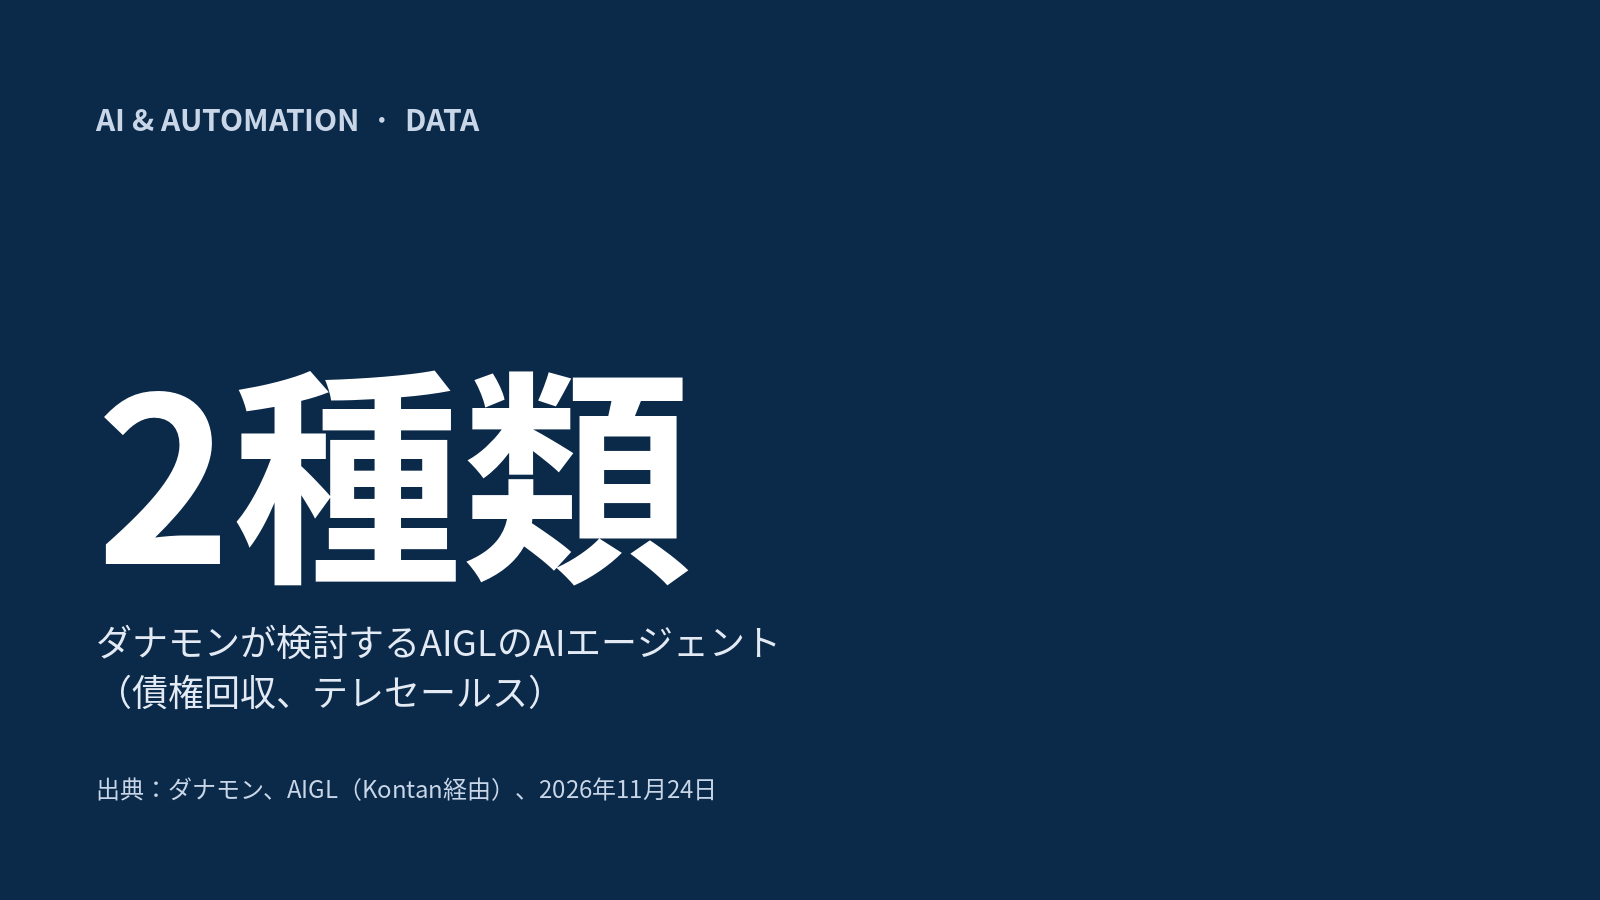 AI & AUTOMATION · DATA
2種類
ダナモンが検討するAIGLのAIエージェント
（債権回収、テレセールス）
出典：ダナモン、AIGL（Kontan経由）、2026年11月24日